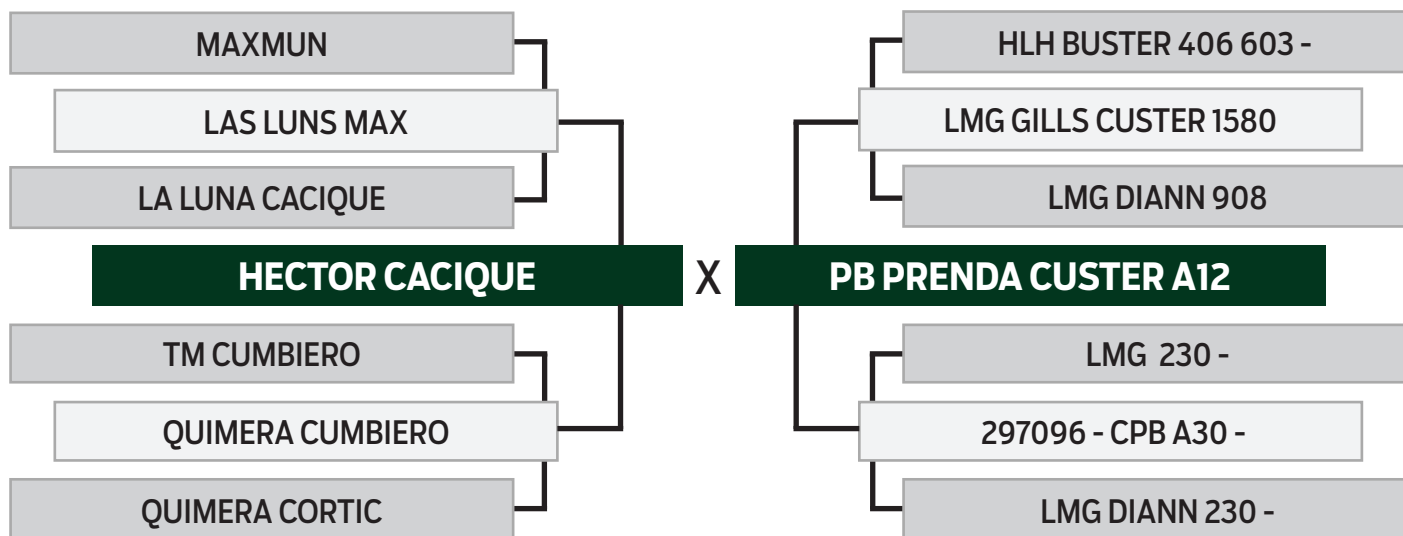 MAXMUN
LAS LUNS MAX
LA LUNA CACIQUE
HECTOR CACIQUE
TM CUMBIERO
QUIMERA CUMBIERO
QUIMERA CORTIC
X
HLH BUSTER 406 603 -
LMG GILLS CUSTER 1580
LMG DIANN 908
PB PRENDA CUSTER A12
LMG 230 -
297096 - CPB A30 -
LMG DIANN 230 -